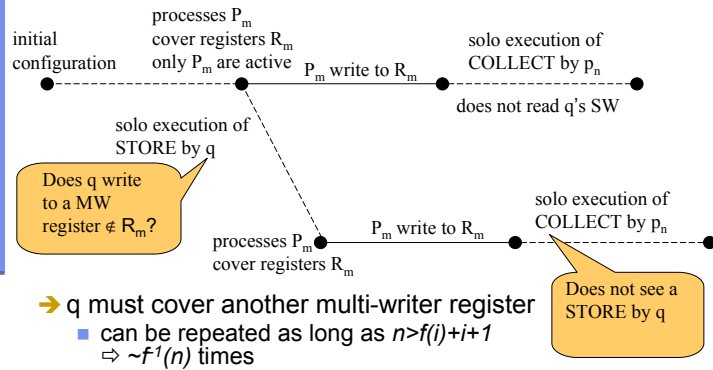 initial
configuration
processes Pm
cover registers Rm
only Pm are active
Pm write to Rm
solo execution of
COLLECT by pn
does not read q's SW
solo execution of
STORE by q
Does q write
to a MW
register ∉ Rm?
processes Pm
cover registers Rm
Pm write to Rm
solo execution of
COLLECT by pn
Does not see a
STORE by q
➔ q must cover another multi-writer register
■ can be repeated as long as n>f(i)+i+1
⇨ ~f-1(n) times